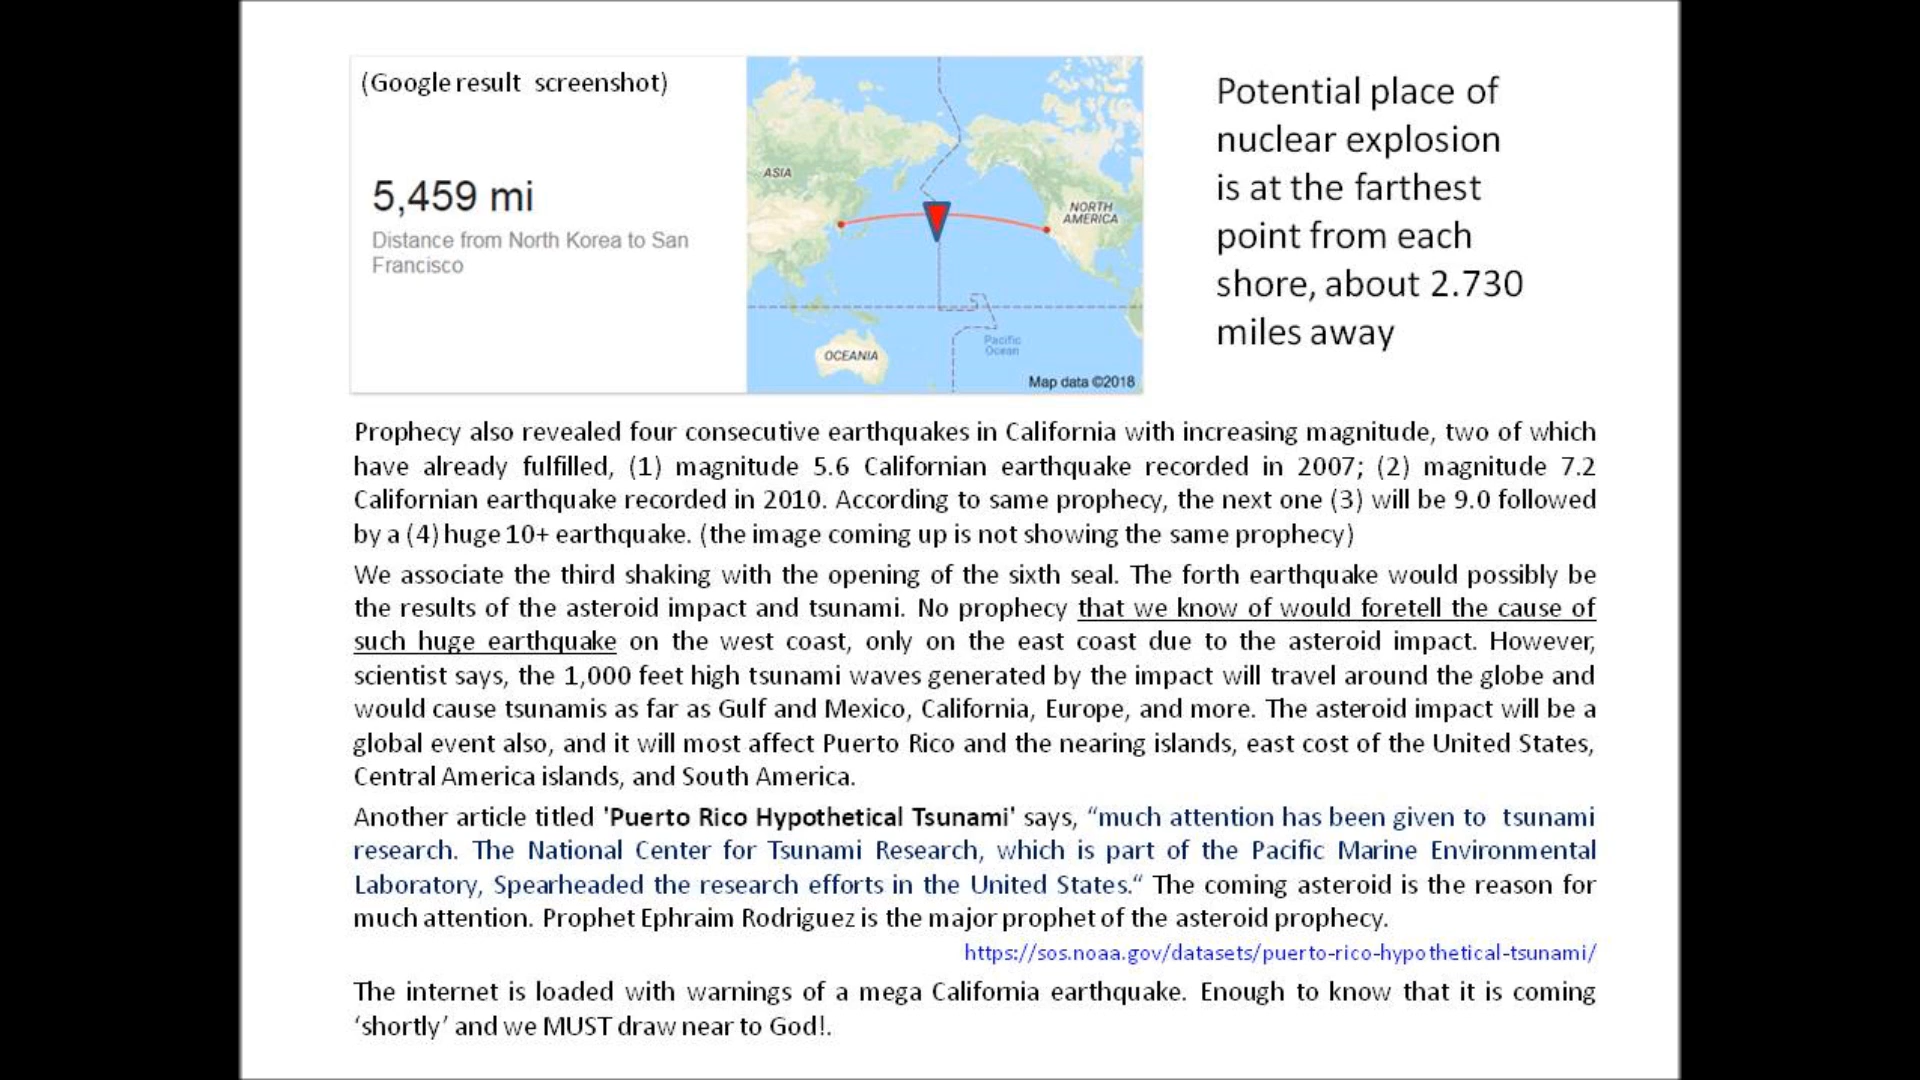 (Google result screenshot)
5,459 mi
Distance from North Korea to San
Francisco
ASIA
NORTH
AMERICA
OCEANIA
Pacific
Ocean
Map data ©2018
Potential place of
nuclear explosion
is at the farthest
point from each
shore, about 2.730
miles away
Prophecy also revealed four consecutive earthquakes in California with increasing magnitude, two of which
have already fulfilled, (1) magnitude 5.6 Californian earthquake recorded in 2007; (2) magnitude 7.2
Californian earthquake recorded in 2010. According to same prophecy, the next one (3) will be 9.0 followed
by a (4) huge 10+ earthquake. (the image coming up is not showing the same prophecy)
We associate the third shaking with the opening of the sixth seal. The forth earthquake would possibly be
the results of the asteroid impact and tsunami. No prophecy that we know of would foretell the cause of
such huge earthquake on the west coast, only on the east coast due to the asteroid impact. However,
scientist says, the 1,000 feet high tsunami waves generated by the impact will travel around the globe and
would cause tsunamis as far as Gulf and Mexico, California, Europe, and more. The asteroid impact will be a
global event also, and it will most affect Puerto Rico and the nearing islands, east cost of the United States,
Central America islands, and South America.
Another article titled 'Puerto Rico Hypothetical Tsunami' says, “much attention has been given to tsunami
research. The National Center for Tsunami Research, which is part of the Pacific Marine Environmental
Laboratory, Spearheaded the research efforts in the United States.“ The coming asteroid is the reason for
much attention. Prophet Ephraim Rodriguez is the major prophet of the asteroid prophecy.
https://sos.noaa.gov/datasets/puerto-rico-hypothetical-tsunami/
The internet is loaded with warnings of a mega California earthquake. Enough to know that it is coming
‘shortly’ and we MUST draw near to God!.